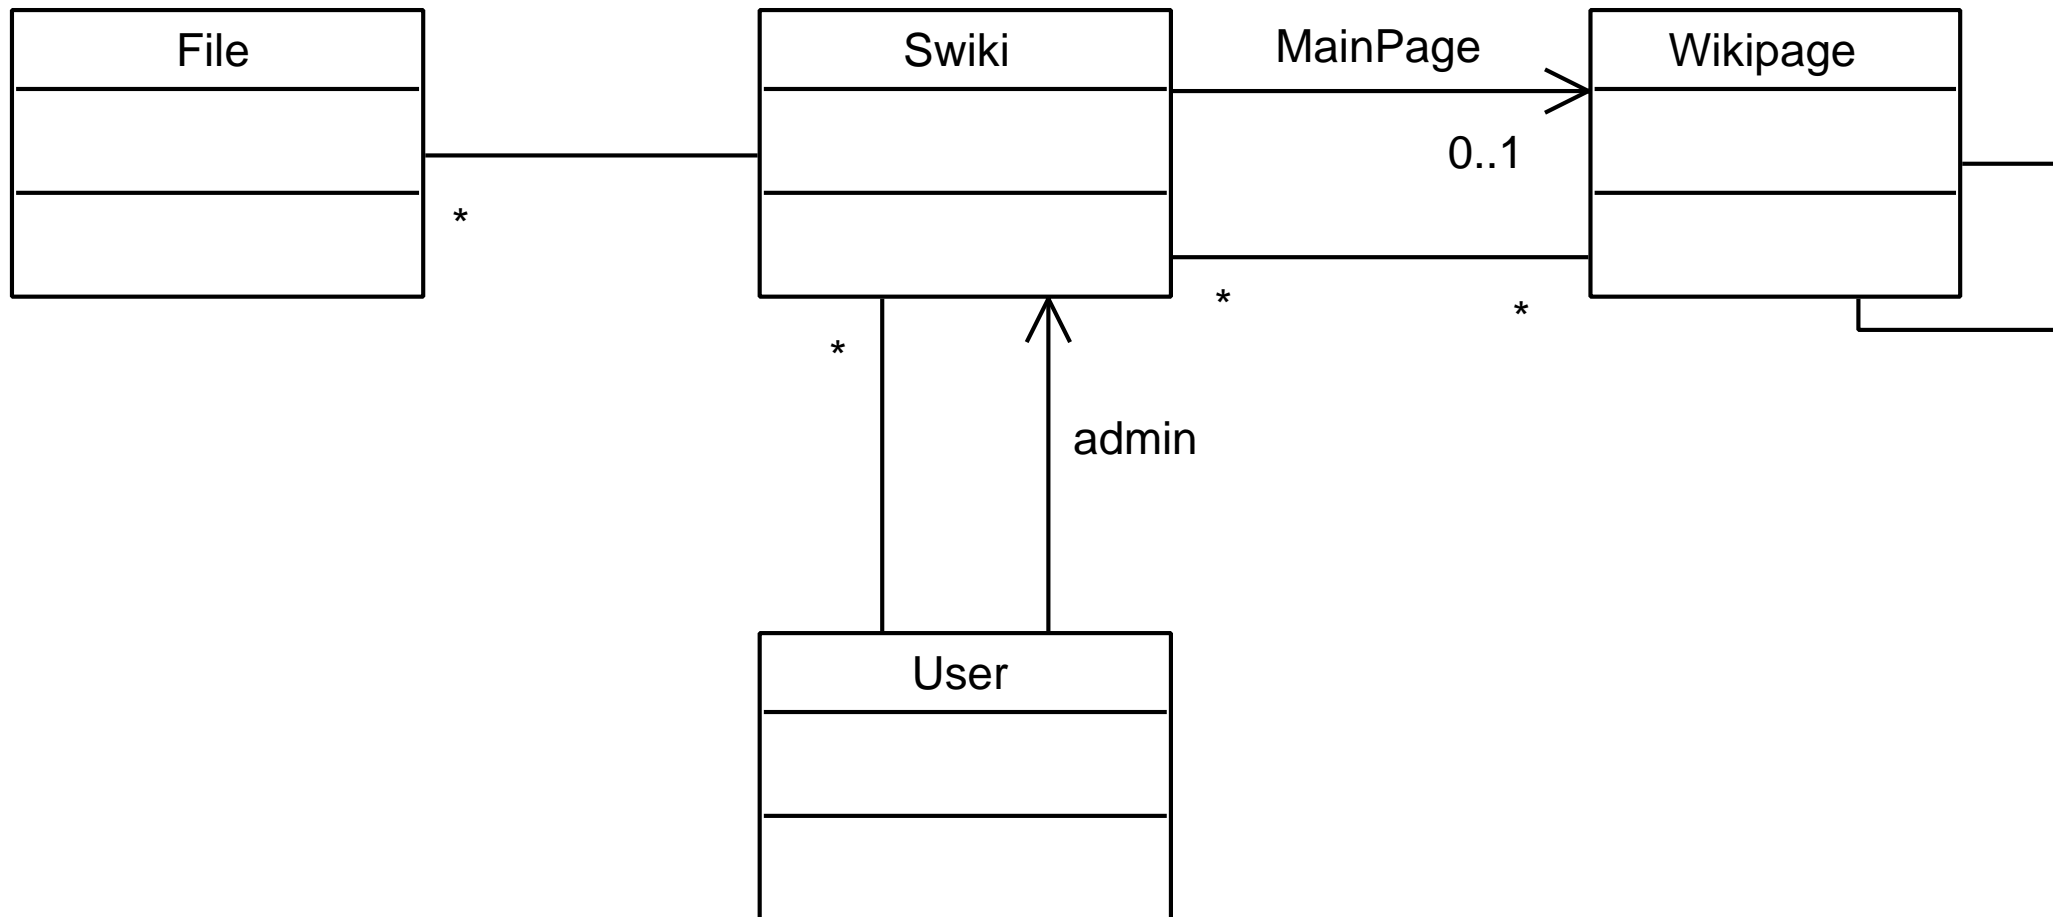 File
Swiki
MainPage
Wikipage
0..1
*
*
*
*
admin
User